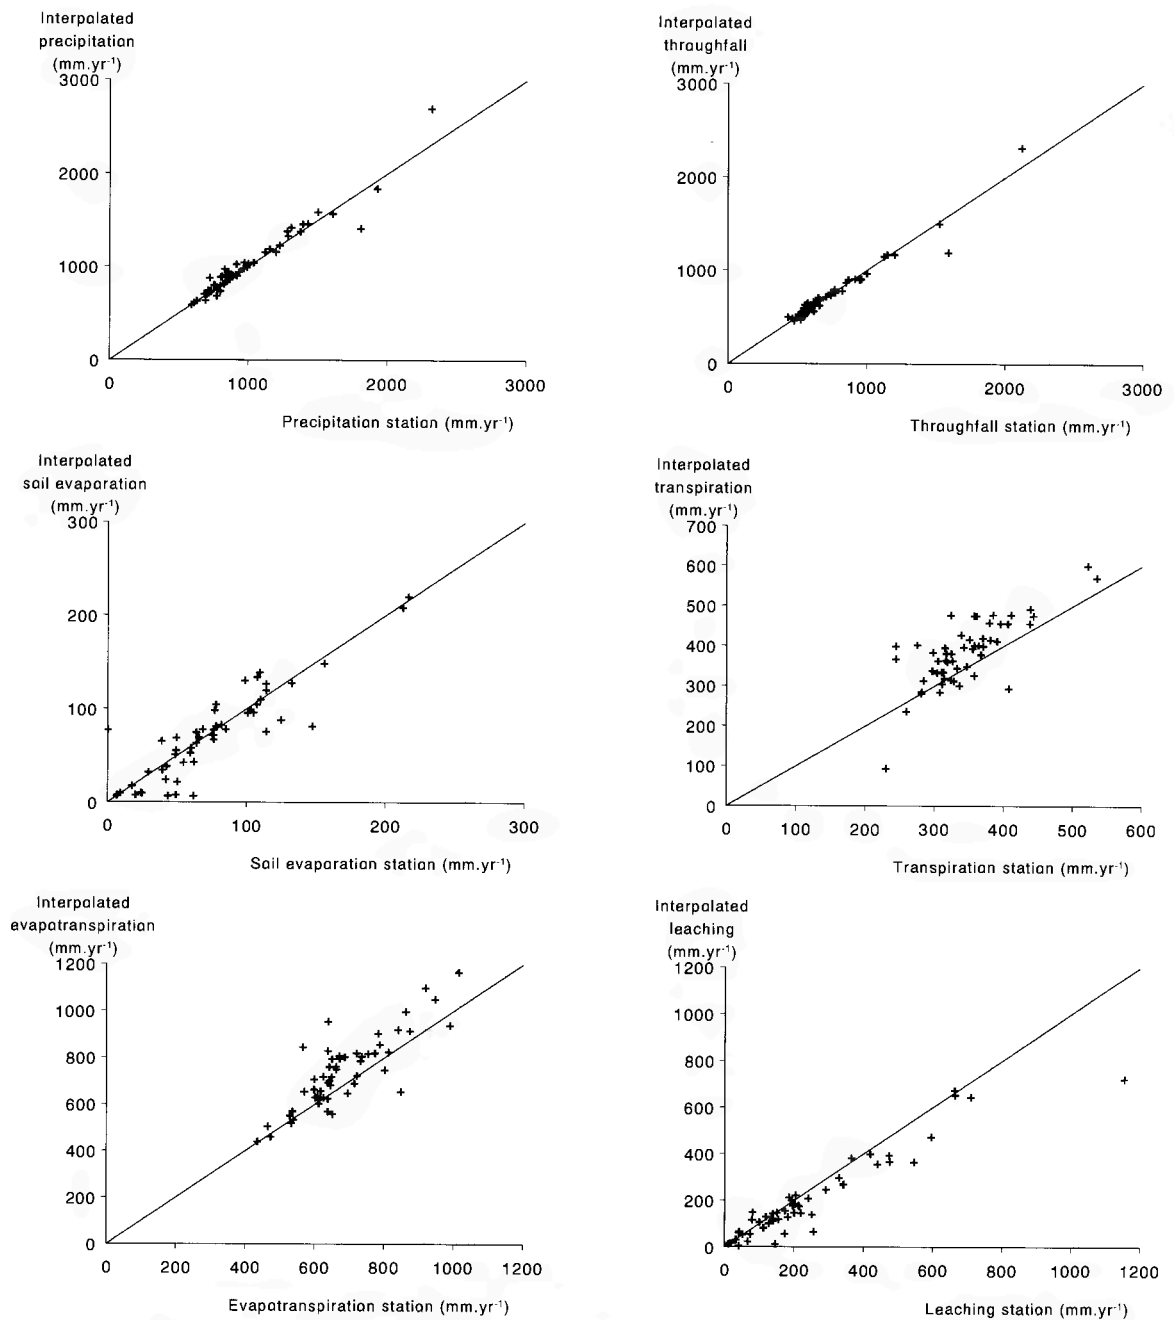 Interpolated
precipitation
(mm.yr⁻¹)
3000
2000
1000
0
0 1000 2000 3000
Precipitation station (mm.yr⁻¹)
Interpolated
throughfall
(mm.yr⁻¹)
3000
2000
1000
0
0 1000 2000 3000
Throughfall station (mm.yr⁻¹)
Interpolated
soil evaporation
(mm.yr⁻¹)
300
200
100
0
0 100 200 300
Soil evaporation station (mm.yr⁻¹)
Interpolated
transpiration
(mm.yr⁻¹)
700
600
500
400
300
200
100
0
0 100 200 300 400 500 600
Transpiration station (mm.yr⁻¹)
Interpolated
evapotranspiration
(mm.yr⁻¹)
1200
1000
800
600
400
200
0
0 200 400 600 800 1000 1200
Evapotranspiration station (mm.yr⁻¹)
Interpolated
leaching
(mm.yr⁻¹)
1200
1000
800
600
400
200
0
0 200 400 600 800 1000 1200
Leaching station (mm.yr⁻¹)